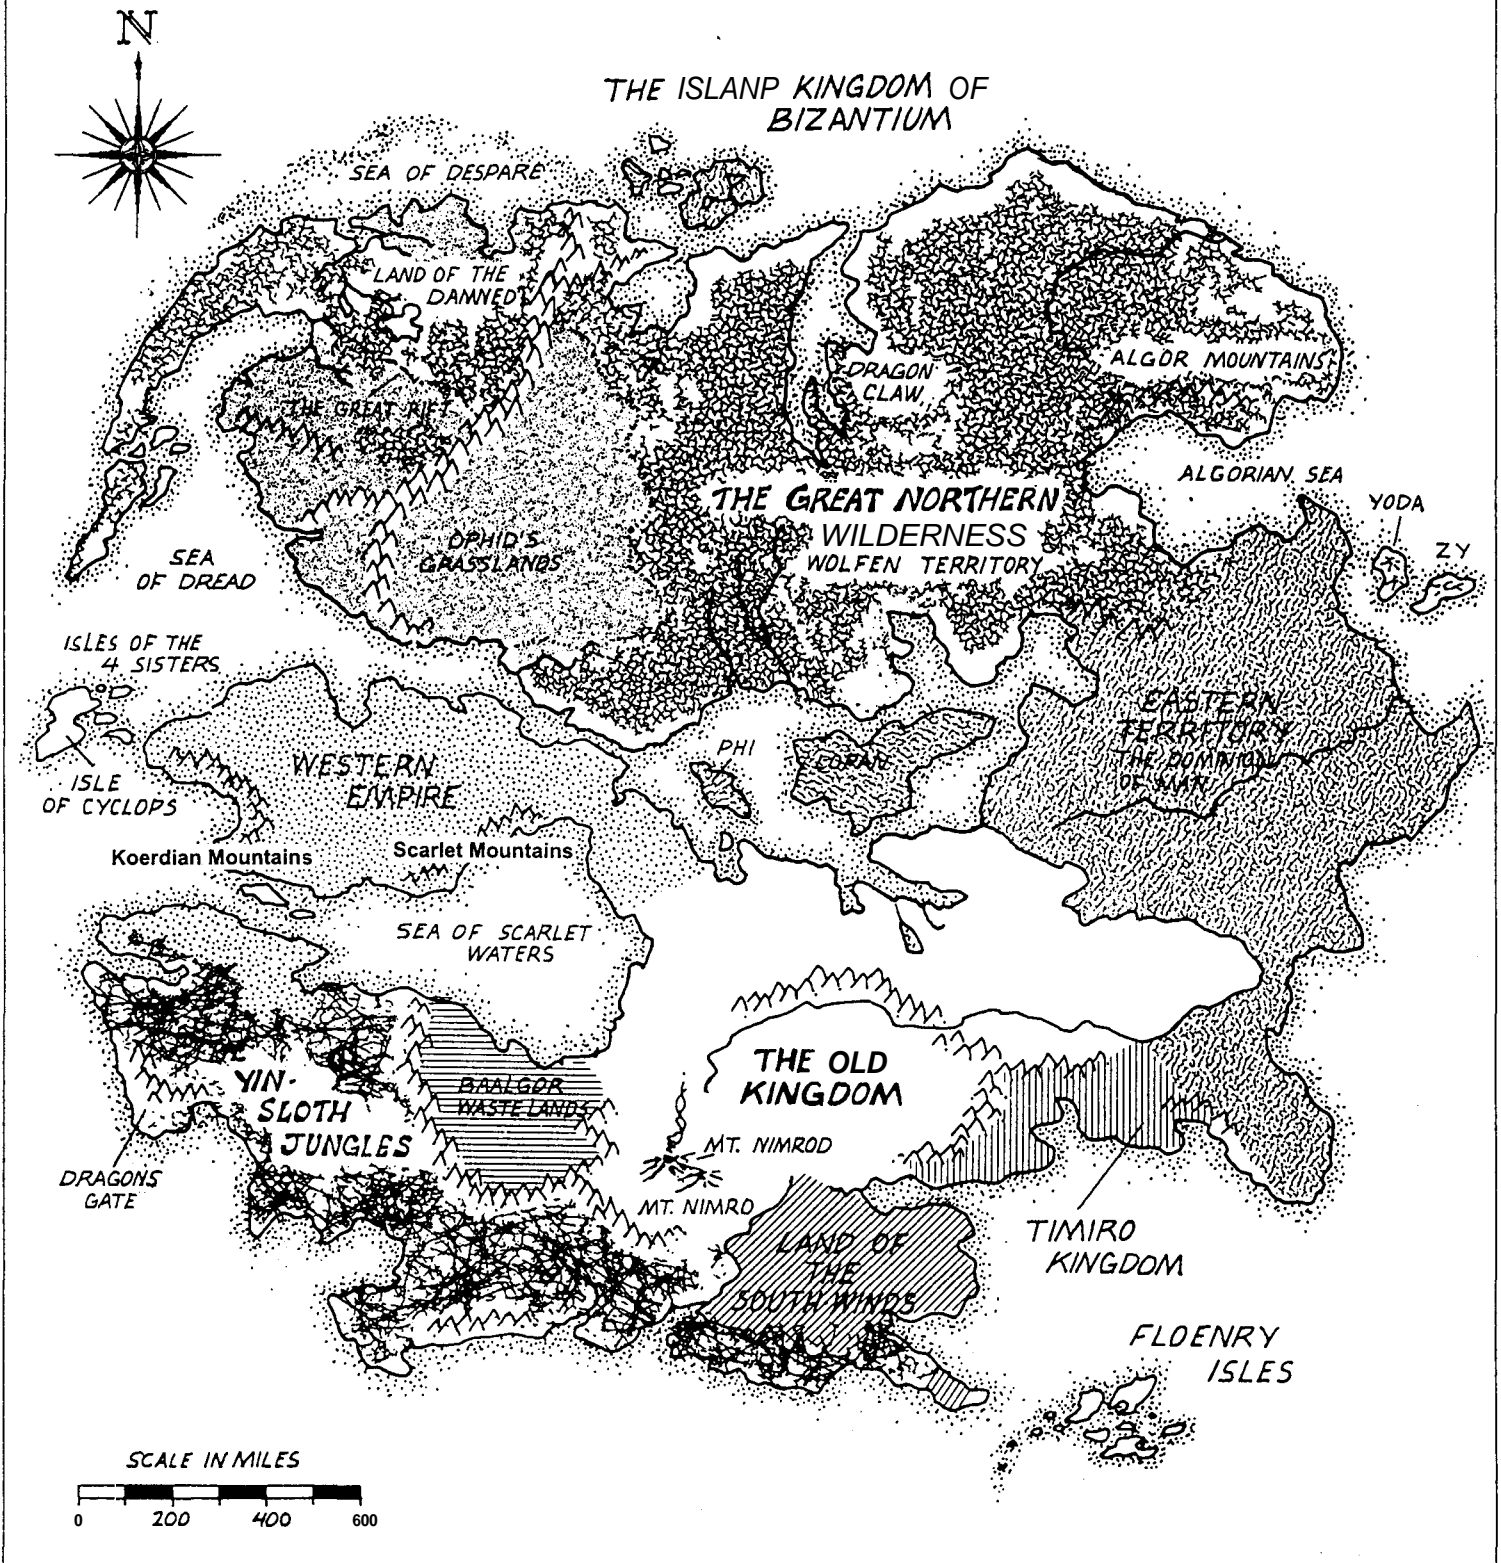 N
THE ISLANP KINGDOM OF
BIZANTIUM
SEA OF DESPARE
LAND OF THE
DAMNED
DRAGON
CLAW
ALGOR MOUNTAINS
THE GREAT RIFT
ALGORIAN SEA
THE GREAT NORTHERN
WILDERNESS
WOLFEN TERRITORY
YODA
ZY
OPHID'S
GRASSLANDS
SEA
OF DREAD
ISLES OF THE
4 SISTERS
EASTERN
TERRITORY
THE DOMINION
OF MAN
WESTERN
EMPIRE
PHI
LOPAN
ISLE
OF CYCLOPS
Koerdian Mountains
Scarlet Mountains
SEA OF SCARLET
WATERS
THE OLD
KINGDOM
YIN-
SLOTH
JUNGLES
BAALGOR
WASTELANDS
MT. NIMROD
DRAGONS
GATE
MT. NIMRO
TIMIRO
KINGDOM
LAND OF
THE
SOUTH WINDS
FLOENRY
ISLES
SCALE IN MILES
0 200 400 600